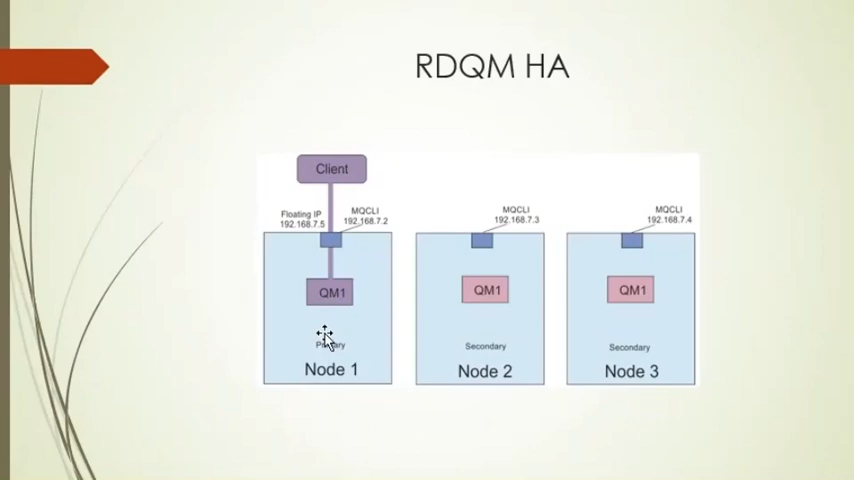 RDQM HA
Client
Floating IP
192.168.7.5
MQCLI
192.168.7.2
MQCLI
192.168.7.3
MQCLI
192.168.7.4
QM1
QM1
QM1
Secondary
Secondary
Node 1
Node 2
Node 3